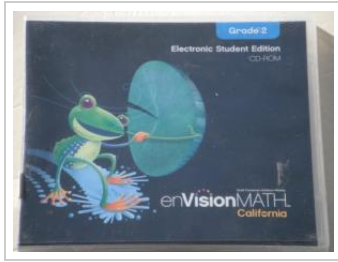 Grade 2
Electronic Student Edition
CD-ROM
enVisionMATH
California